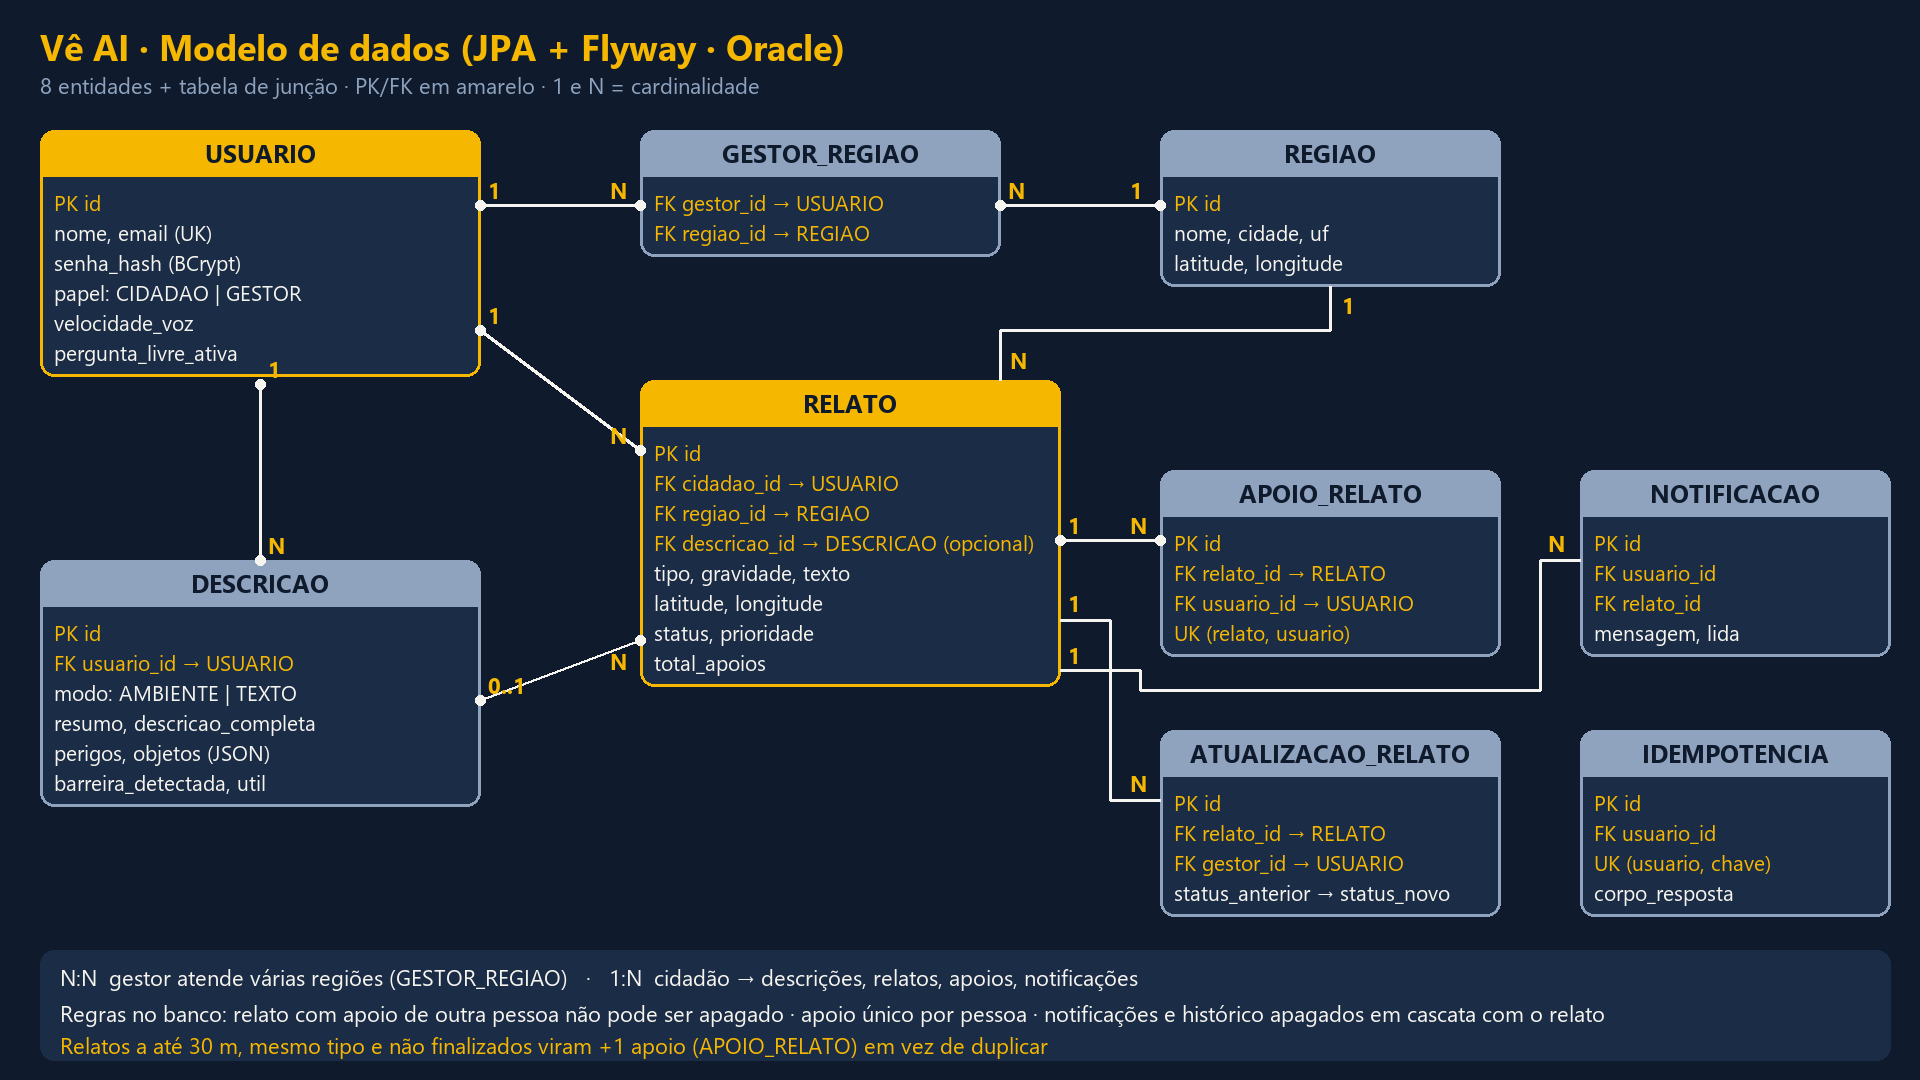 Vê AI · Modelo de dados (JPA + Flyway · Oracle)
8 entidades + tabela de junção · PK/FK em amarelo · 1 e N = cardinalidade
USUARIO
PK id
nome, email (UK)
senha_hash (BCrypt)
papel: CIDADAO | GESTOR
velocidade_voz
pergunta_livre_ativa
1
N
GESTOR_REGIAO
FK gestor_id → USUARIO
FK regiao_id → REGIAO
N
1
REGIAO
PK id
nome, cidade, uf
latitude, longitude
1
N
1
N
1
N
RELATO
PK id
FK cidadao_id → USUARIO
FK regiao_id → REGIAO
FK descricao_id → DESCRICAO (opcional)
tipo, gravidade, texto
latitude, longitude
status, prioridade
total_apoios
DESCRICAO
PK id
FK usuario_id → USUARIO
modo: AMBIENTE | TEXTO
resumo, descricao_completa
perigos, objetos (JSON)
barreira_detectada, util
0..1
N
1
N
APOIO_RELATO
PK id
FK relato_id → RELATO
FK usuario_id → USUARIO
UK (relato, usuario)
1
N
NOTIFICACAO
PK id
FK usuario_id
FK relato_id
mensagem, lida
1
N
ATUALIZACAO_RELATO
PK id
FK relato_id → RELATO
FK gestor_id → USUARIO
status_anterior → status_novo
IDEMPOTENCIA
PK id
FK usuario_id
UK (usuario, chave)
corpo_resposta
N:N gestor atende várias regiões (GESTOR_REGIAO) · 1:N cidadão → descrições, relatos, apoios, notificações
Regras no banco: relato com apoio de outra pessoa não pode ser apagado · apoio único por pessoa · notificações e histórico apagados em cascata com o relato
Relatos a até 30 m, mesmo tipo e não finalizados viram +1 apoio (APOIO_RELATO) em vez de duplicar